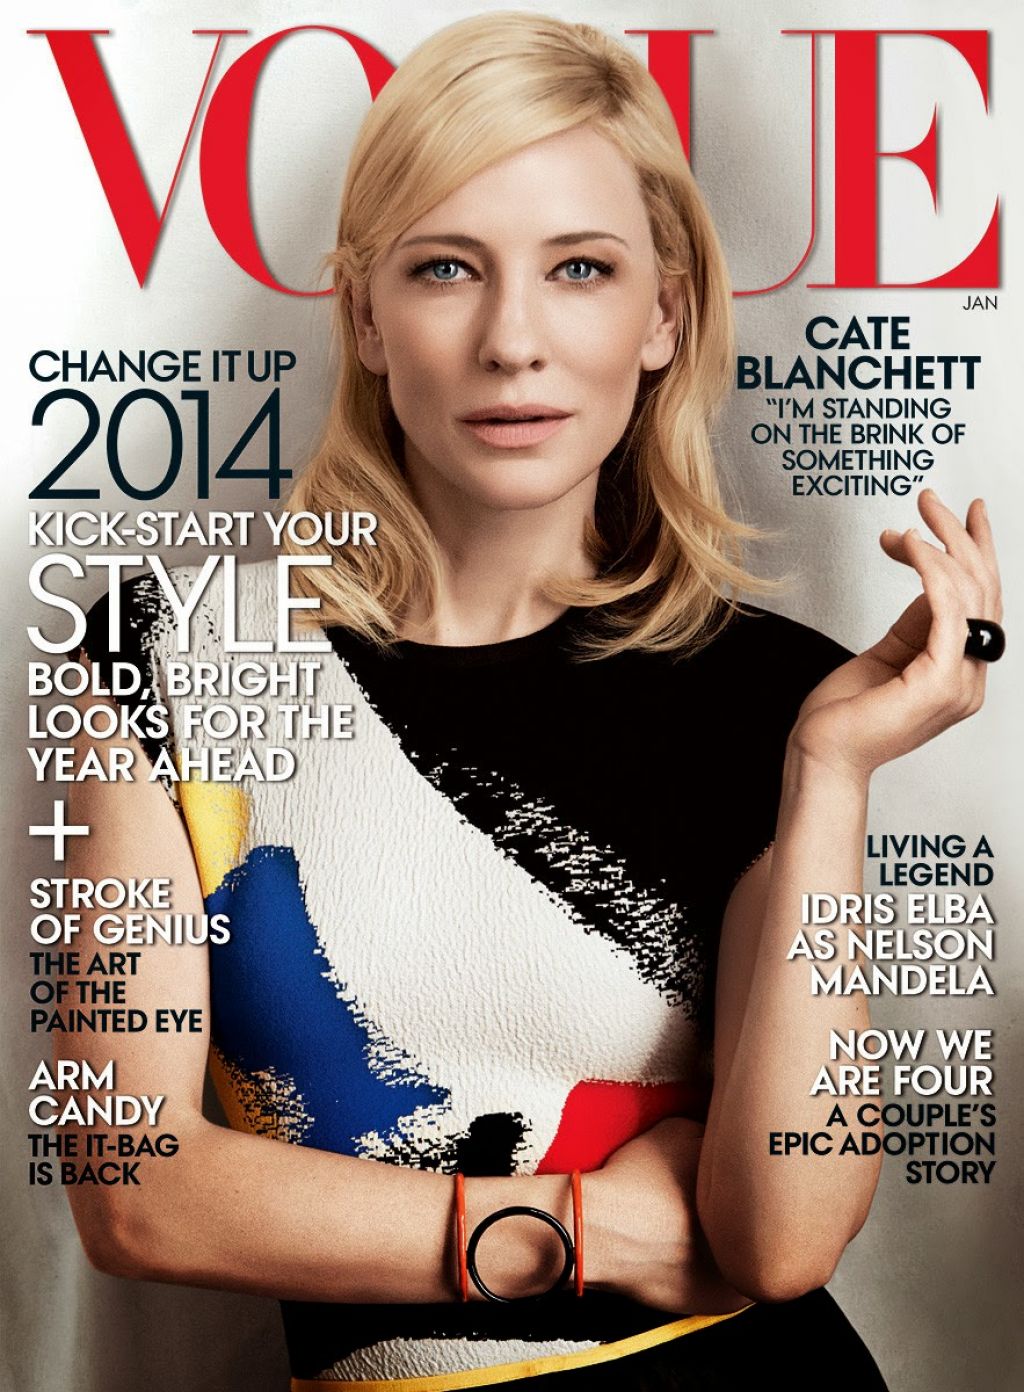 VOGUE
JAN
CATE
BLANCHETT
"I'M STANDING
ON THE BRINK OF
SOMETHING
EXCITING"
CHANGE IT UP
2014
KICK-START YOUR
STYLE
BOLD, BRIGHT
LOOKS FOR THE
YEAR AHEAD
+
STROKE
OF GENIUS
THE ART
OF THE
PAINTED EYE
ARM
CANDY
THE IT-BAG
IS BACK
LIVING A
LEGEND
IDRIS ELBA
AS NELSON
MANDELA
NOW WE
ARE FOUR
A COUPLE'S
EPIC ADOPTION
STORY